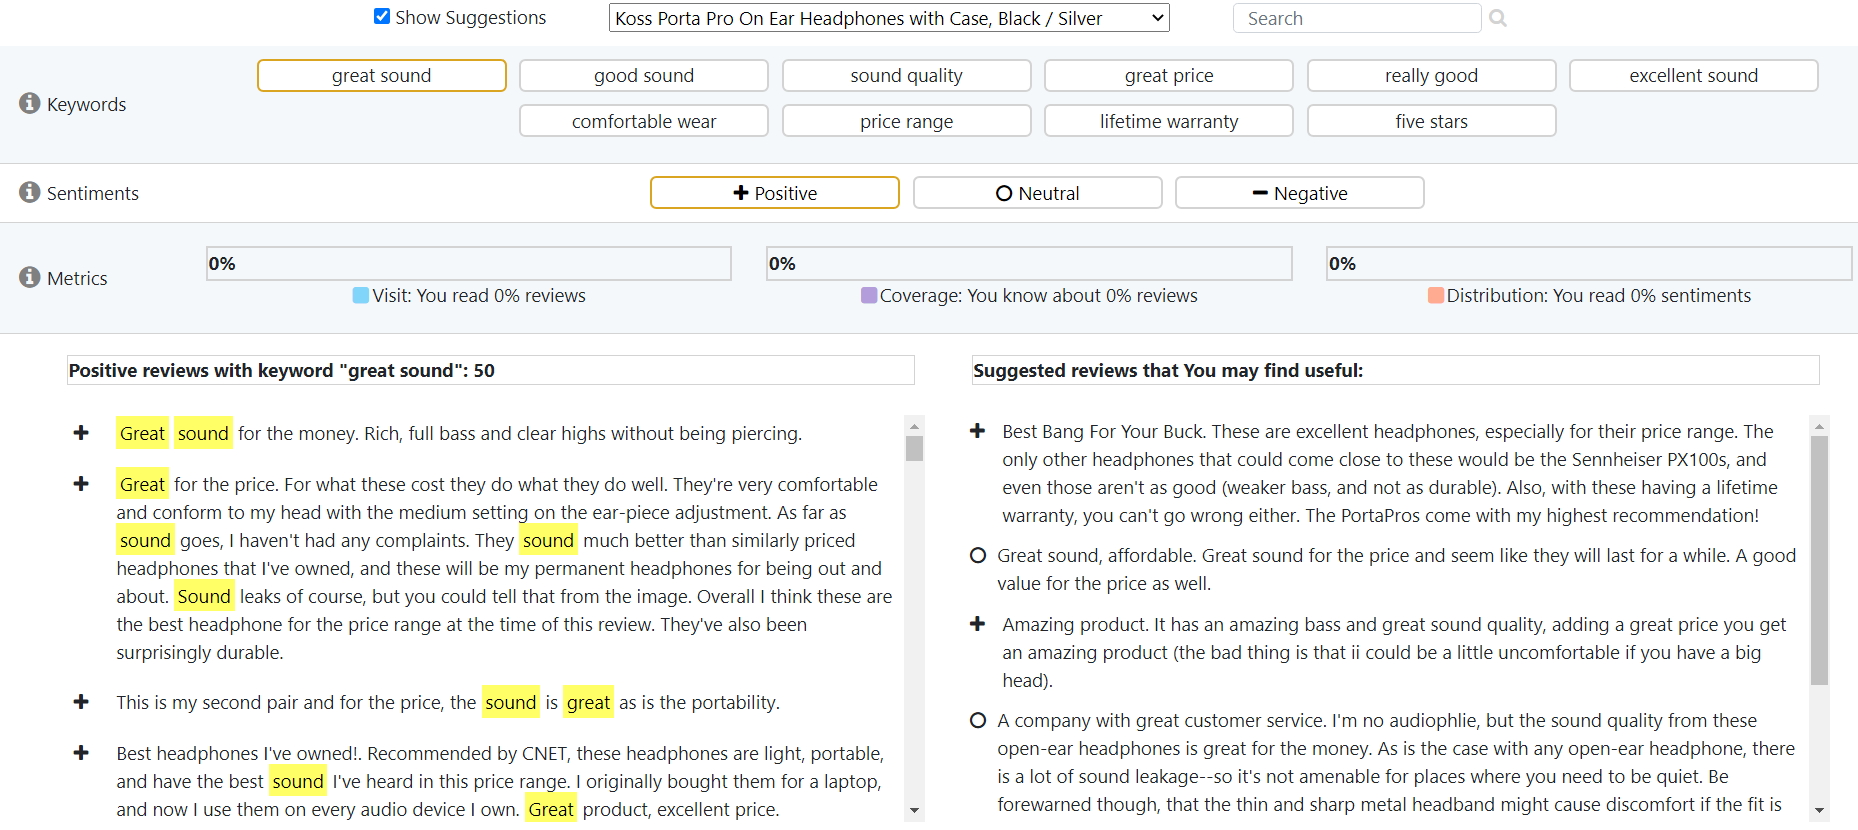 Show Suggestions
Koss Porta Pro On Ear Headphones with Case, Black / Silver
Search
Keywords
great sound
good sound
sound quality
great price
really good
excellent sound
comfortable wear
price range
lifetime warranty
five stars
Sentiments
Positive
Neutral
Negative
Metrics
0%
Visit: You read 0% reviews
0%
Coverage: You know about 0% reviews
0%
Distribution: You read 0% sentiments
Positive reviews with keyword "great sound": 50
Great sound for the money. Rich, full bass and clear highs without being piercing.
Great for the price. For what these cost they do what they do well. They're very comfortable
and conform to my head with the medium setting on the ear-piece adjustment. As far as
sound goes, I haven't had any complaints. They sound much better than similarly priced
headphones that I've owned, and these will be my permanent headphones for being out and
about. Sound leaks of course, but you could tell that from the image. Overall I think these are
the best headphone for the price range at the time of this review. They've also been
surprisingly durable.
This is my second pair and for the price, the sound is great as is the portability.
Best headphones I've owned!. Recommended by CNET, these headphones are light, portable,
and have the best sound I've heard in this price range. I originally bought them for a laptop,
and now I use them on every audio device I own. Great product, excellent price.
Suggested reviews that You may find useful:
Best Bang For Your Buck. These are excellent headphones, especially for their price range. The
only other headphones that could come close to these would be the Sennheiser PX100s, and
even those aren't as good (weaker bass, and not as durable). Also, with these having a lifetime
warranty, you can't go wrong either. The PortaPros come with my highest recommendation!
Great sound, affordable. Great sound for the price and seem like they will last for a while. A good
value for the price as well.
Amazing product. It has an amazing bass and great sound quality, adding a great price you get
an amazing product (the bad thing is that ii could be a little uncomfortable if you have a big
head).
A company with great customer service. I'm no audiophlie, but the sound quality from these
open-ear headphones is great for the money. As is the case with any open-ear headphone, there
is a lot of sound leakage--so it's not amenable for places where you need to be quiet. Be
forewarned though, that the thin and sharp metal headband might cause discomfort if the fit is